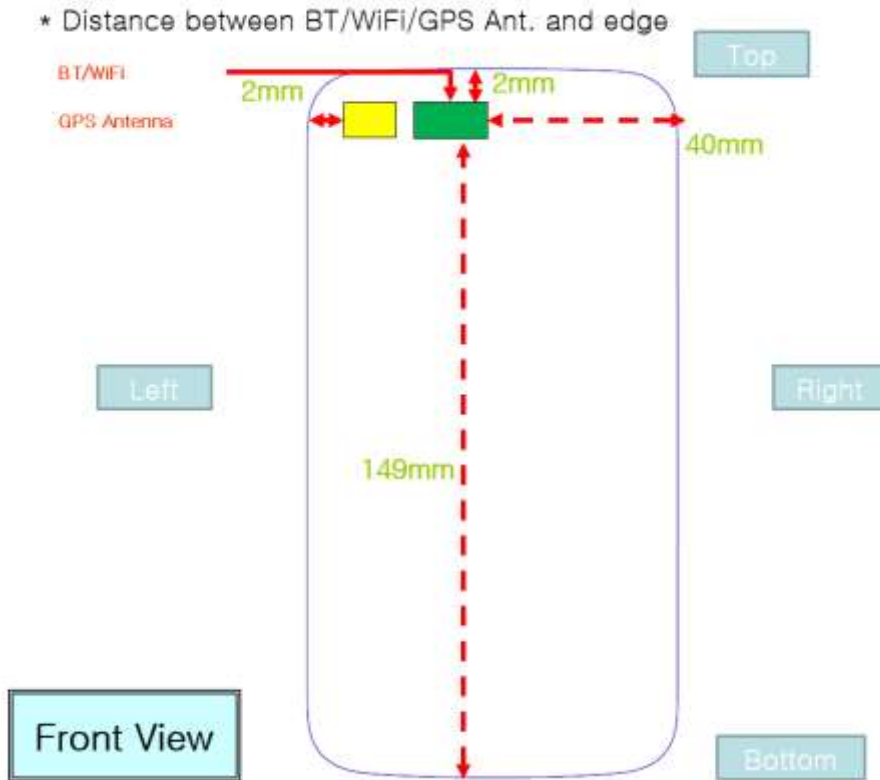 * Distance between BT/WiFi/GPS Ant. and edge
Top
BT/WiFi
2mm
2mm
GPS Antenna
40mm
Left
Right
149mm
Front View
Bottom